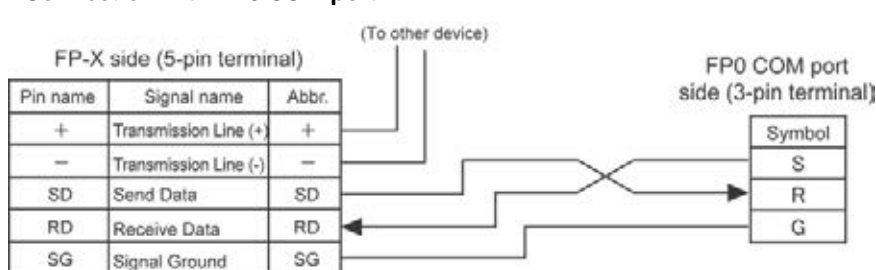 (To other device)
FP-X side (5-pin terminal)
FP0 COM port
side (3-pin terminal)
Pin name Signal name Abbr.
+ Transmission Line (+) +
− Transmission Line (-) −
SD Send Data SD
RD Receive Data RD
SG Signal Ground SG
Symbol
S
R
G